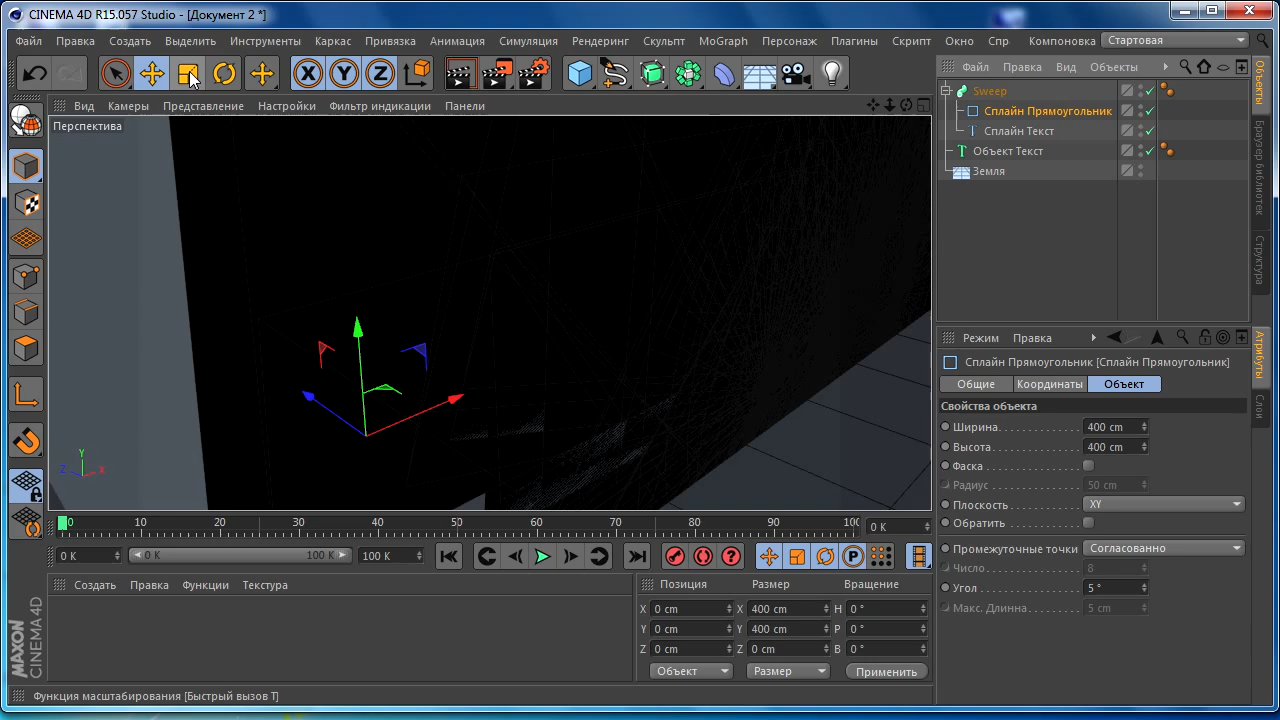 CINEMA 4D R15.057 Studio - [Документ 2 *]
Файл Правка Создать Выделить Инструменты Каркас Привязка Анимация Симуляция Рендеринг Скульпт MoGraph Персонаж Плагины Скрипт Окно Спр Компоновка Стартовая
X Y Z
Файл Правка Вид Объекты
Вид Камеры Представление Настройки Фильтр индикации Панели
Перспектива
Sweep
Сплайн Прямоугольник
Сплайн Текст
Объект Текст
Земля
Объекты
Браузер библиотек
Структура
Режим Правка
Сплайн Прямоугольник [Сплайн Прямоугольник]
Общие Координаты Объект
Свойства объекта
Ширина 400 cm
Высота 400 cm
Фаска
Радиус 50 cm
Плоскость XY
Обратить
Промежуточные точки Согласованно
Число 8
Угол 5 °
Макс. Длинна 5 cm
Атрибуты
Слои
Y
Z X
0 10 20 30 40 50 60 70 80 90 100 0 K
0 K 0 K 100 K 100 K
P
Создать Правка Функции Текстура
Позиция Размер Вращение
X 0 cm X 400 cm H 0 °
Y 0 cm Y 400 cm P 0 °
Z 0 cm Z 0 cm B 0 °
Объект Размер Применить
MAXON
CINEMA 4D
Функция масштабирования [Быстрый вызов T]